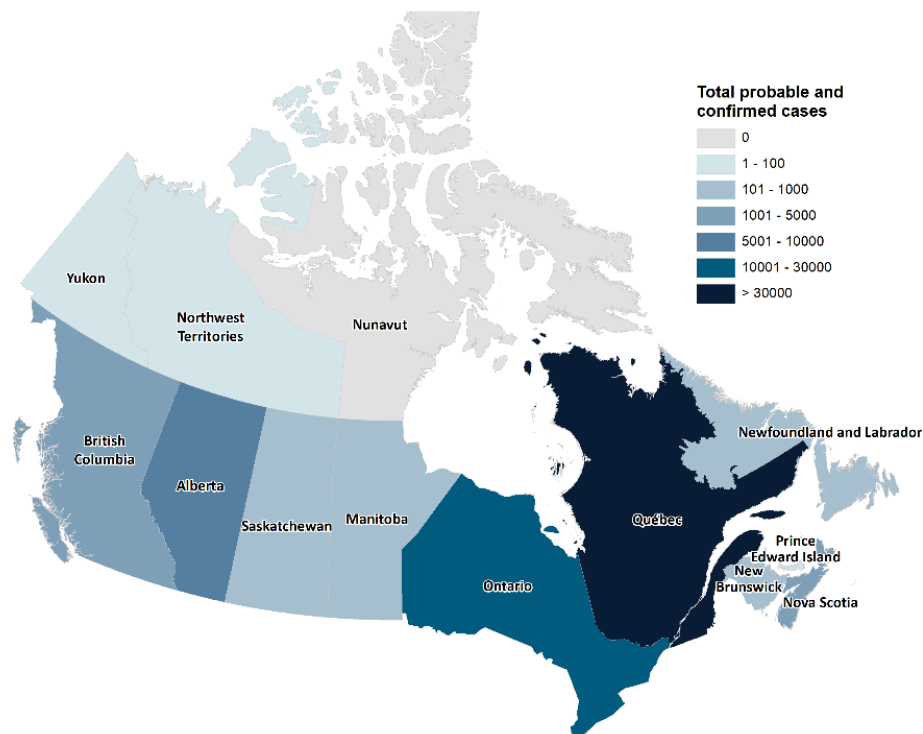 Total probable and
confirmed cases
0
1 - 100
101 - 1000
1001 - 5000
5001 - 10000
10001 - 30000
> 30000
Yukon
Northwest
Territories
Nunavut
British
Columbia
Alberta
Saskatchewan
Manitoba
Ontario
Québec
Newfoundland and Labrador
Prince
Edward Island
New
Brunswick
Nova Scotia